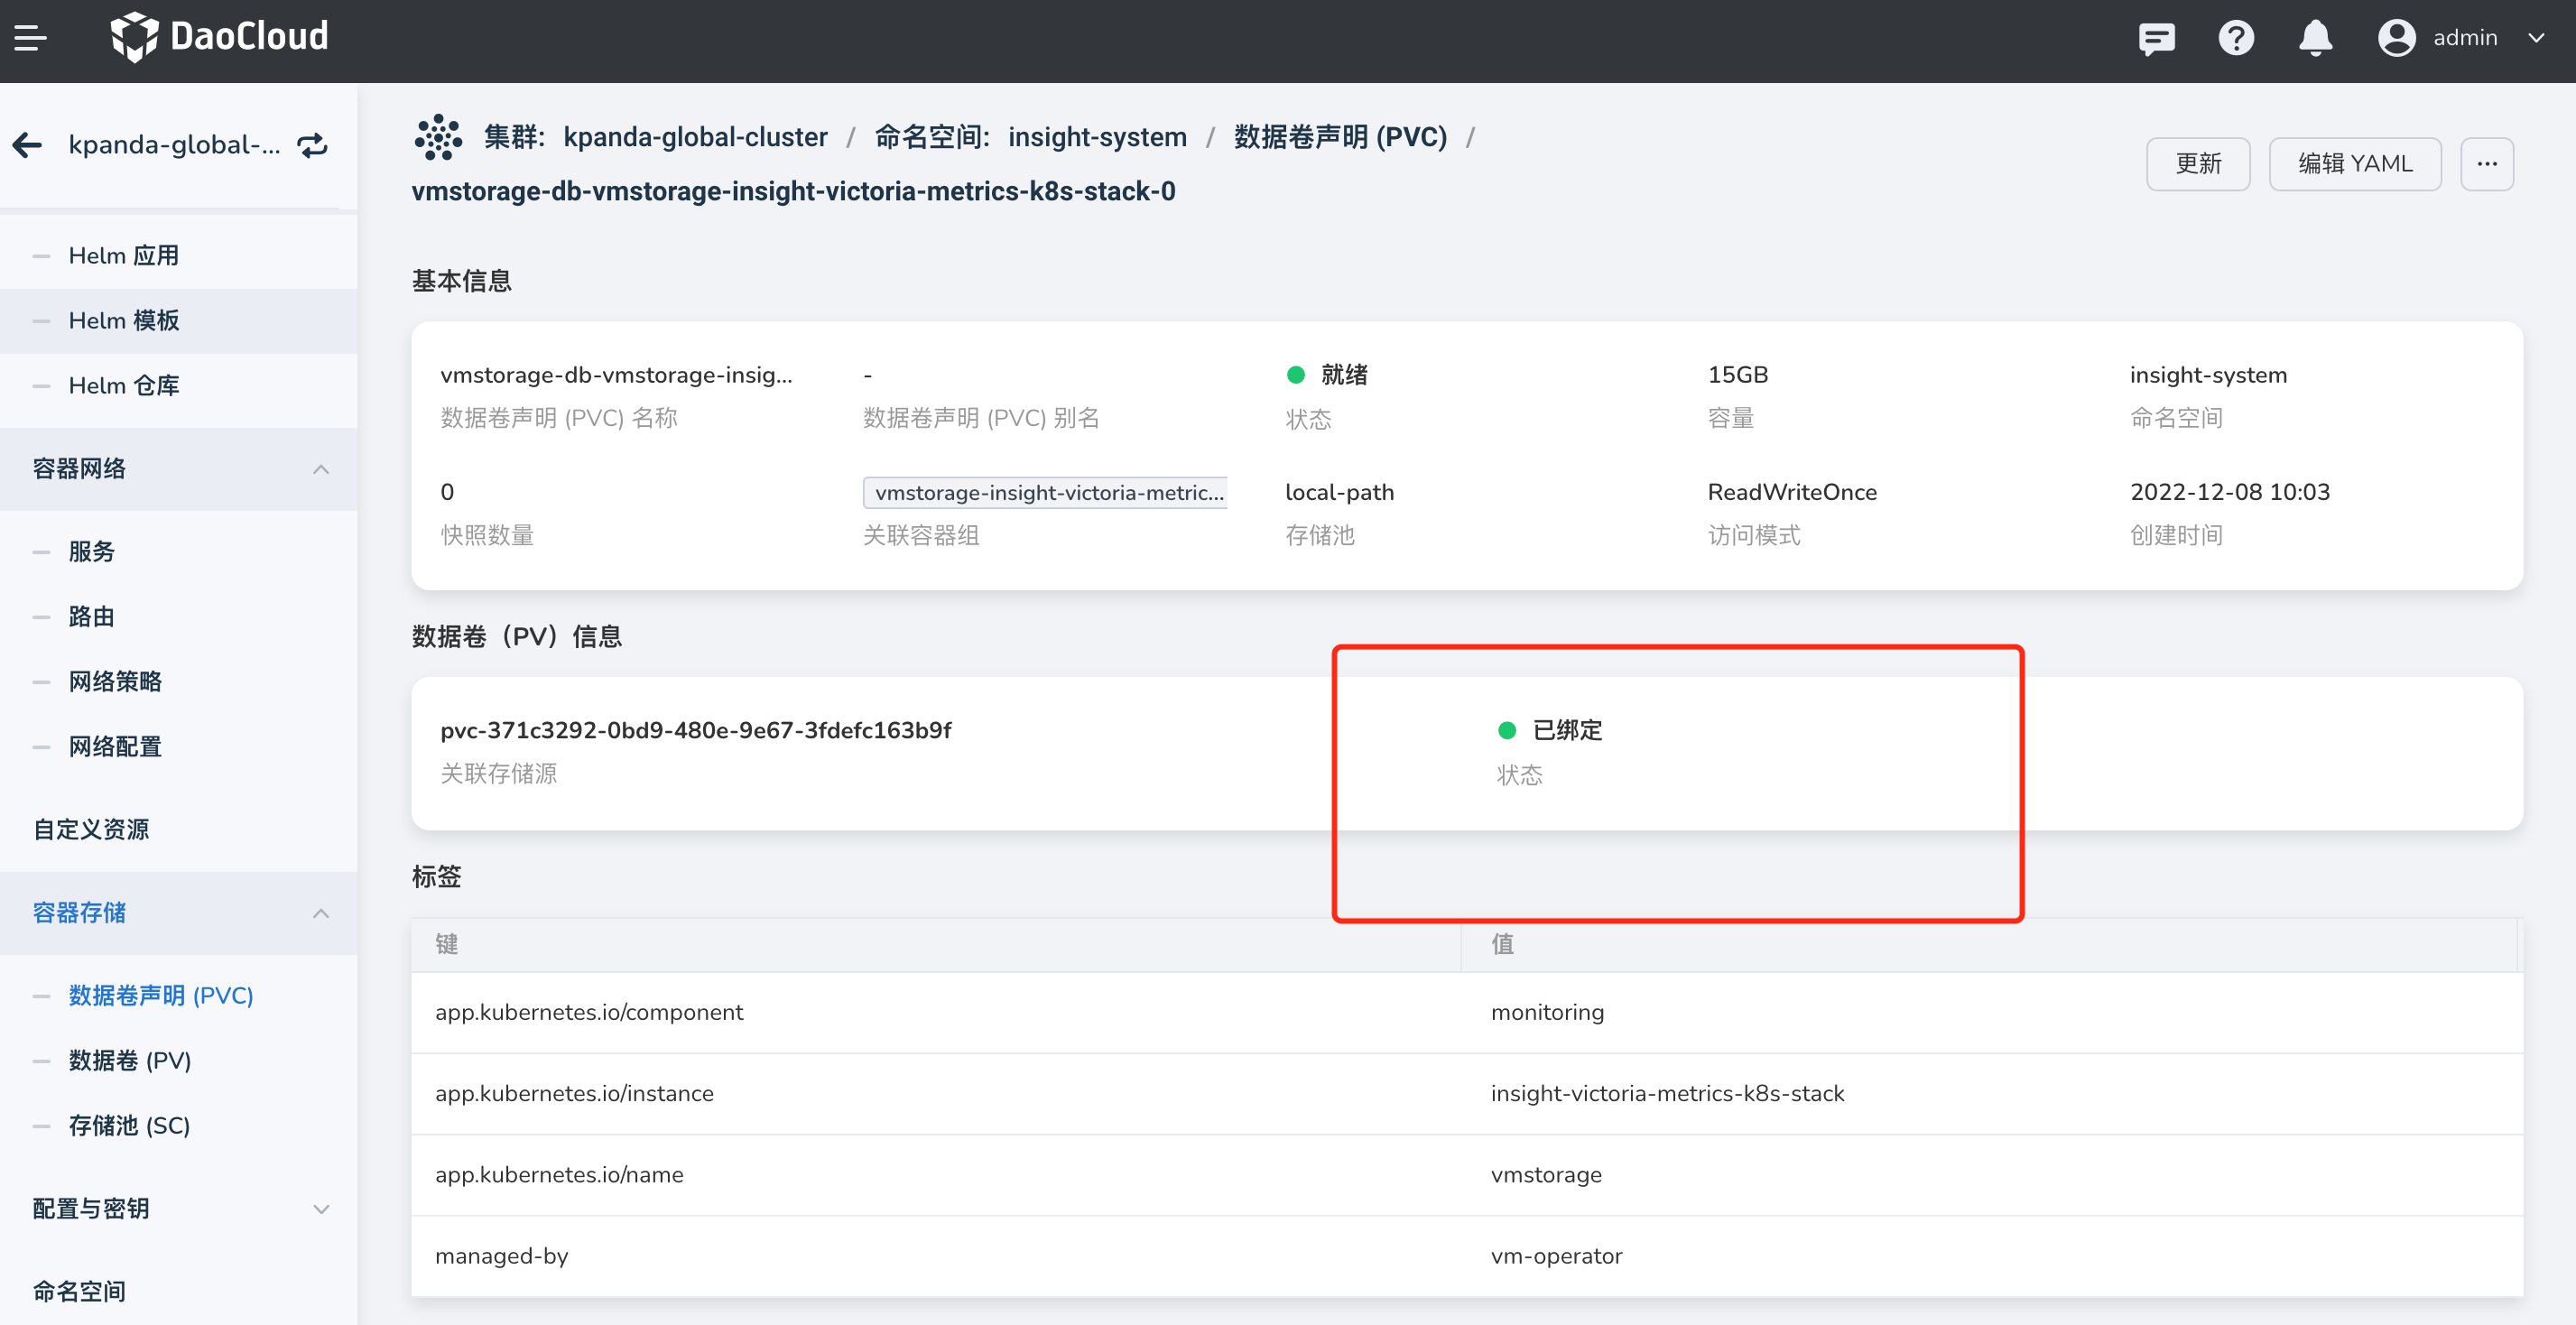 DaoCloud
admin
kpanda-global-...
集群: kpanda-global-cluster / 命名空间: insight-system / 数据卷声明 (PVC) /
vmstorage-db-vmstorage-insight-victoria-metrics-k8s-stack-0
更新
编辑 YAML
Helm 应用
Helm 模板
Helm 仓库
容器网络
服务
路由
网络策略
网络配置
自定义资源
容器存储
数据卷声明 (PVC)
数据卷 (PV)
存储池 (SC)
配置与密钥
命名空间
基本信息
vmstorage-db-vmstorage-insig... - 就绪 15GB insight-system
数据卷声明 (PVC) 名称 数据卷声明 (PVC) 别名 状态 容量 命名空间
0 vmstorage-insight-victoria-metric... local-path ReadWriteOnce 2022-12-08 10:03
快照数量 关联容器组 存储池 访问模式 创建时间
数据卷（PV）信息
pvc-371c3292-0bd9-480e-9e67-3fdefc163b9f 已绑定
关联存储源 状态
标签
键 值
app.kubernetes.io/component monitoring
app.kubernetes.io/instance insight-victoria-metrics-k8s-stack
app.kubernetes.io/name vmstorage
managed-by vm-operator